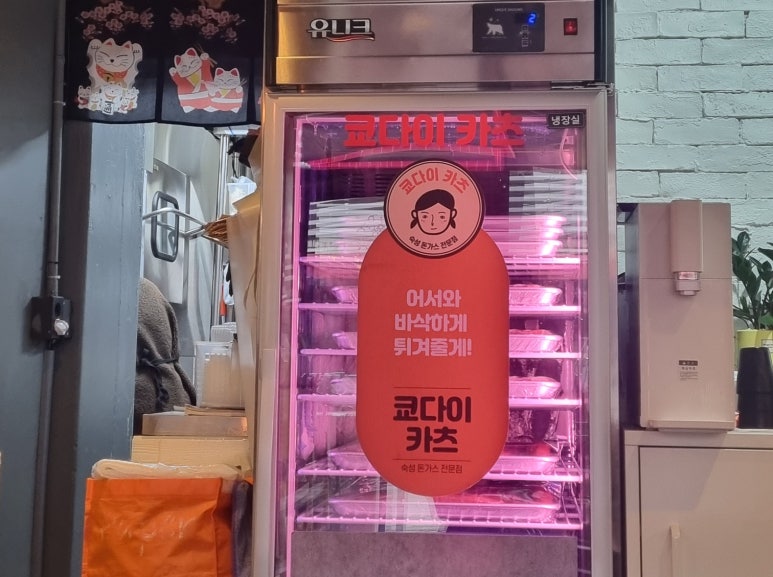 유니크
2
쿄다이 카츠
냉장실
쿄다이 카츠
숙성 돈가스 전문점
어서와
바삭하게
튀겨줄게!
쿄다이
카츠
숙성 돈가스 전문점